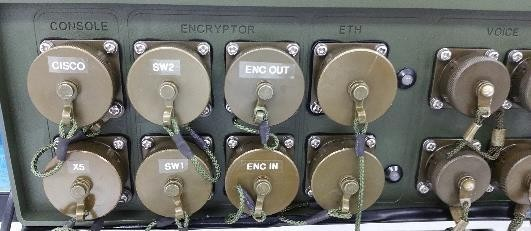 CONSOLE ENCRYPTOR ETH VOICE
CISCO SW2 ENC OUT
X5 SW1 ENC IN